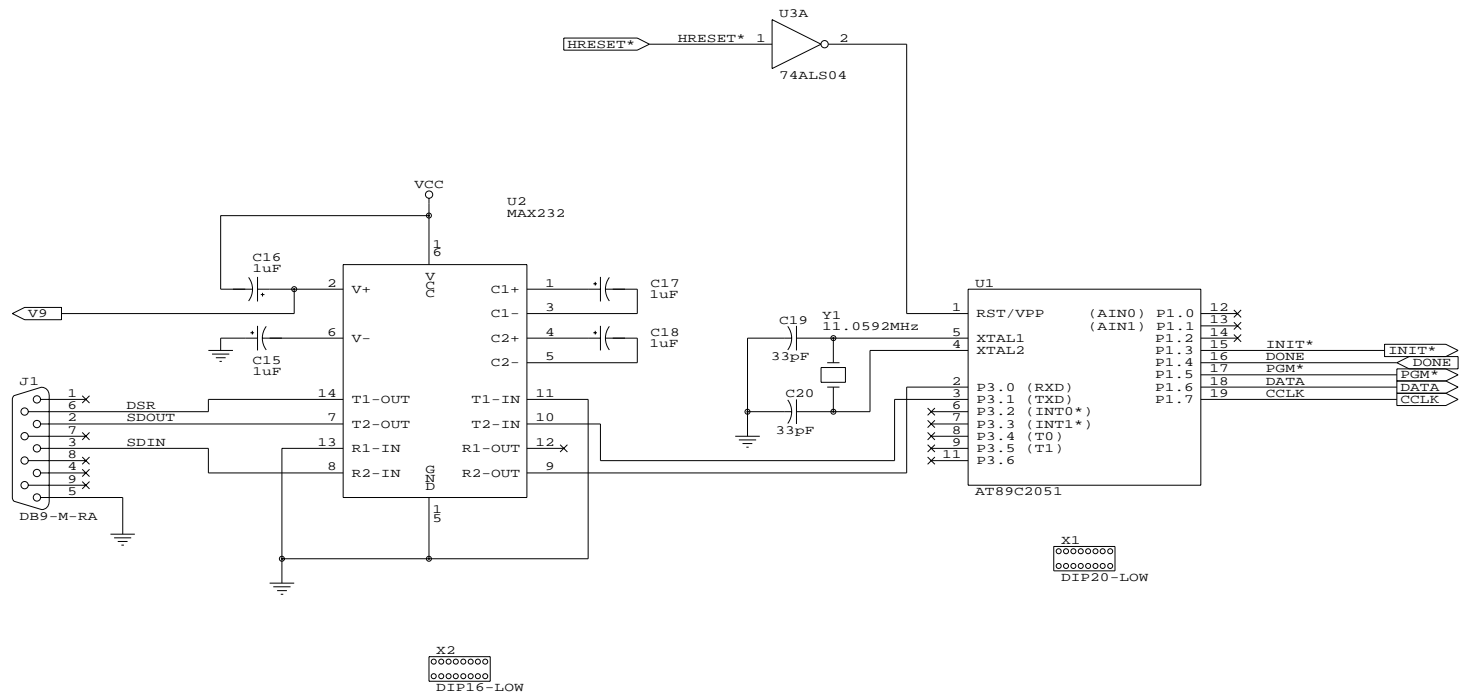 U3A
HRESET* HRESET* 1 2
74ALS04
VCC
U2
MAX232
16
C16
1uF
VCC
2 V+
V9
6 V-
C15
1uF
C1+ 1
C1- 3
C17
1uF
C2+ 4
C2- 5
C18
1uF
J1
1
6 DSR
2 SDOUT
7
3 SDIN
8
4
9
5
DB9-M-RA
14 T1-OUT
7 T2-OUT
13 R1-IN
8 R2-IN
T1-IN 11
T2-IN 10
R1-OUT 12
R2-OUT 9
GND
15
C19
33pF
Y1
11.0592MHz
C20
33pF
U1
1 RST/VPP
5 XTAL1
4 XTAL2
2 P3.0 (RXD)
3 P3.1 (TXD)
6 P3.2 (INT0*)
7 P3.3 (INT1*)
8 P3.4 (T0)
9 P3.5 (T1)
11 P3.6
(AIN0) P1.0 12
(AIN1) P1.1 13
P1.2 14
P1.3 15 INIT* INIT*
P1.4 16 DONE DONE
P1.5 17 PGM* PGM*
P1.6 18 DATA DATA
P1.7 19 CCLK CCLK
AT89C2051
X1
DIP20-LOW
X2
DIP16-LOW